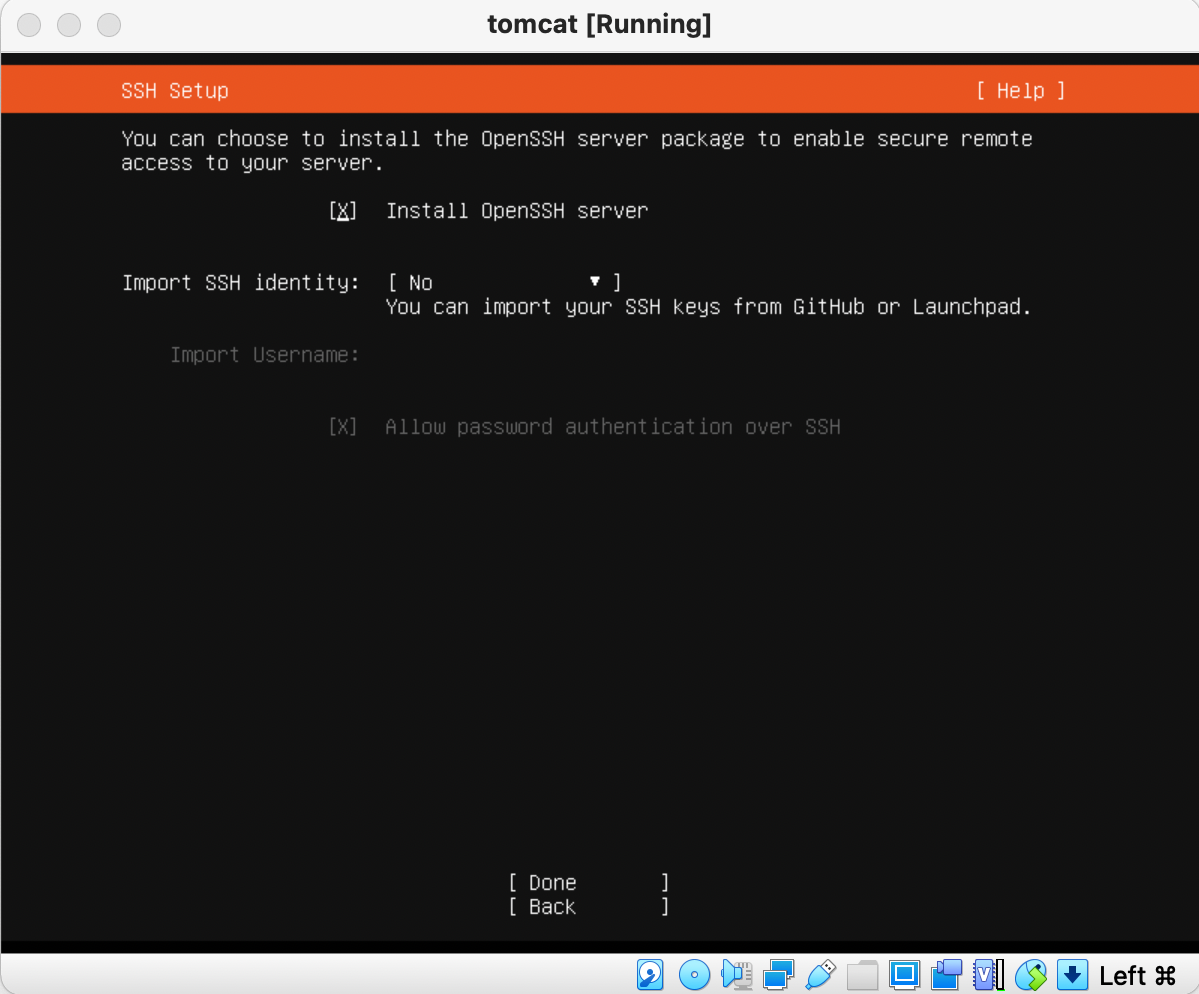 tomcat [Running]
SSH Setup [ Help ]
You can choose to install the OpenSSH server package to enable secure remote
access to your server.
[X] Install OpenSSH server
Import SSH identity: [ No ▾ ]
You can import your SSH keys from GitHub or Launchpad.
Import Username:
[X] Allow password authentication over SSH
[ Done ]
[ Back ]
V
Left ⌘